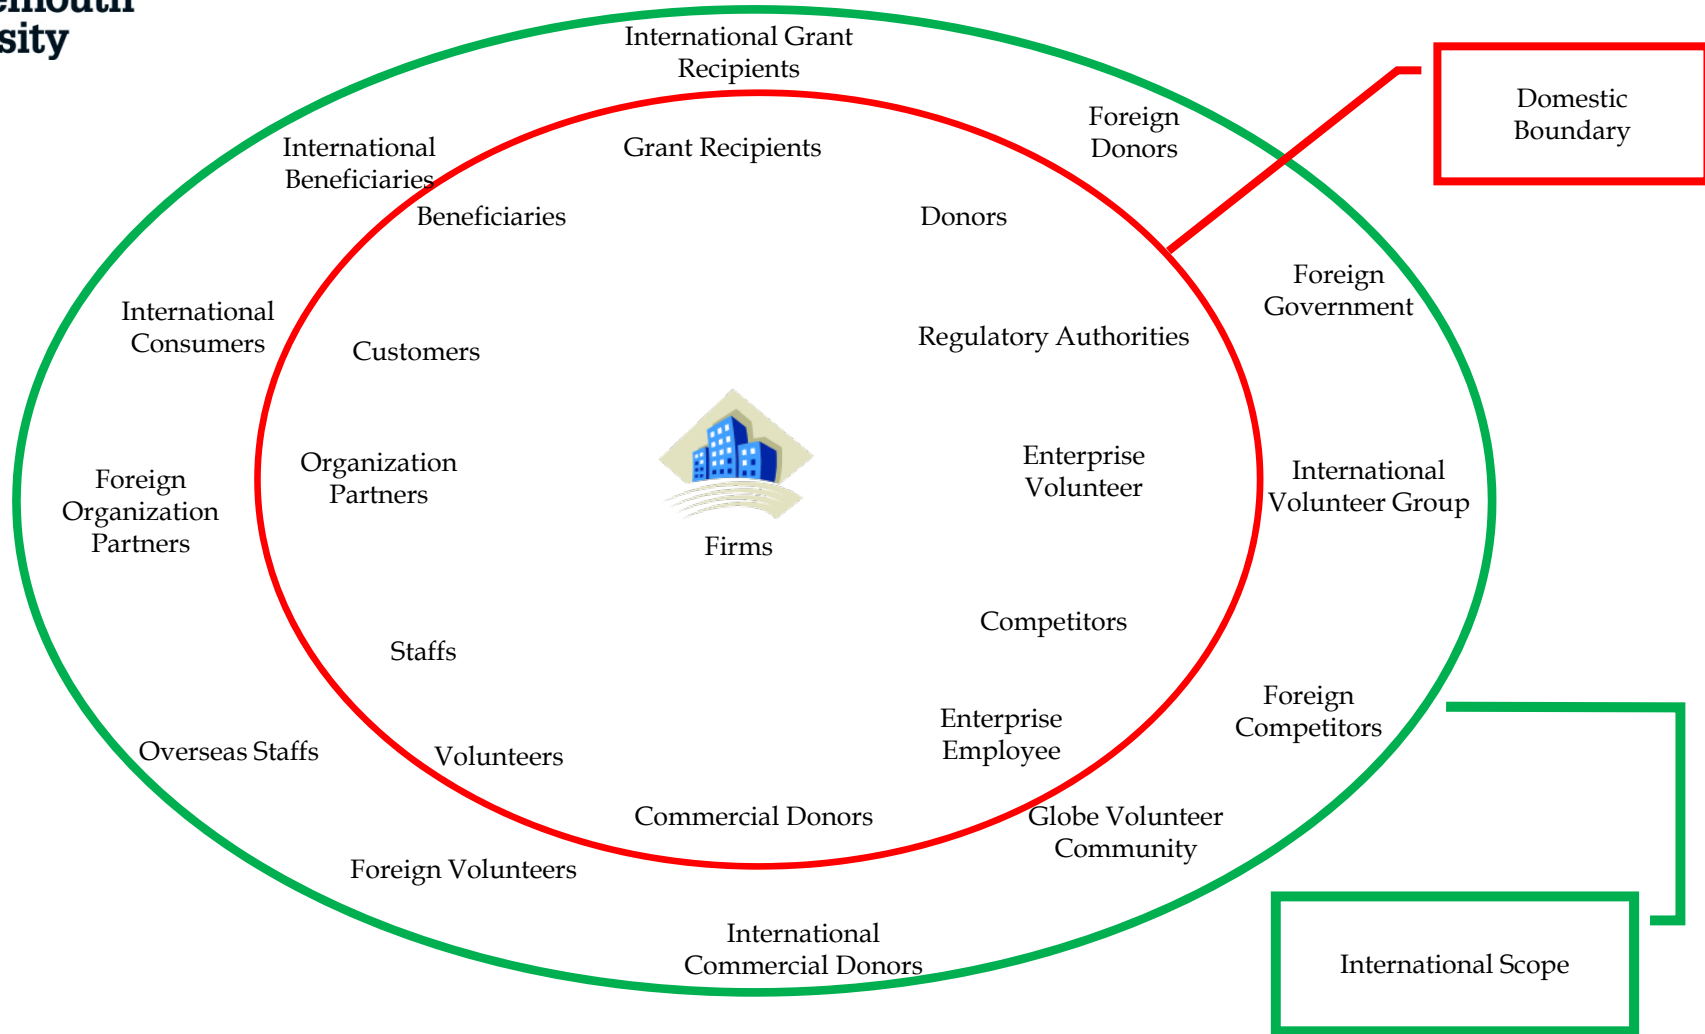 sity
International Grant
Recipients
Foreign
Donors
Domestic
Boundary
International
Beneficiaries
Grant Recipients
Beneficiaries
Donors
Foreign
Government
International
Consumers
Customers
Regulatory Authorities
Foreign
Organization
Partners
Organization
Partners
Firms
Enterprise
Volunteer
International
Volunteer Group
Staffs
Competitors
Foreign
Competitors
Overseas Staffs
Volunteers
Enterprise
Employee
Commercial Donors
Globe Volunteer
Community
Foreign Volunteers
International
Commercial Donors
International Scope